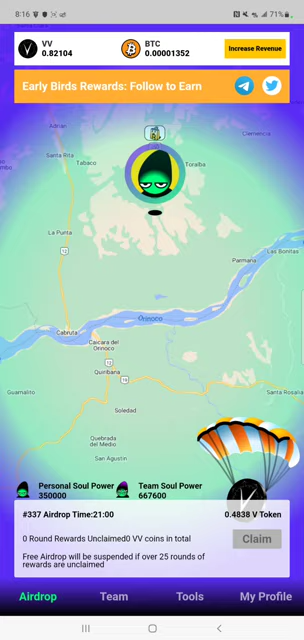 8:16
71%
VV
0.82104
BTC
0.00001352
Increase Revenue
Early Birds Rewards: Follow to Earn
Adrián
Clemencia
Santa Rita
Tabaco
Toralba
La Punta
Las Bonitas
Parmana
12
Orinoco
Cabruta
Caicara del
Orinoco
12
Quiribana
19
Guamalito
Santa Rosalia
Soledad
Quebrada
del Medio
San Agustin
Personal Soul Power
350000
Team Soul Power
667600
#337 Airdrop Time:21:00
0.4838 V Token
0 Round Rewards Unclaimed0 VV coins in total
Claim
Free Airdrop will be suspended if over 25 rounds of
rewards are unclaimed
Airdrop
Team
Tools
My Profile